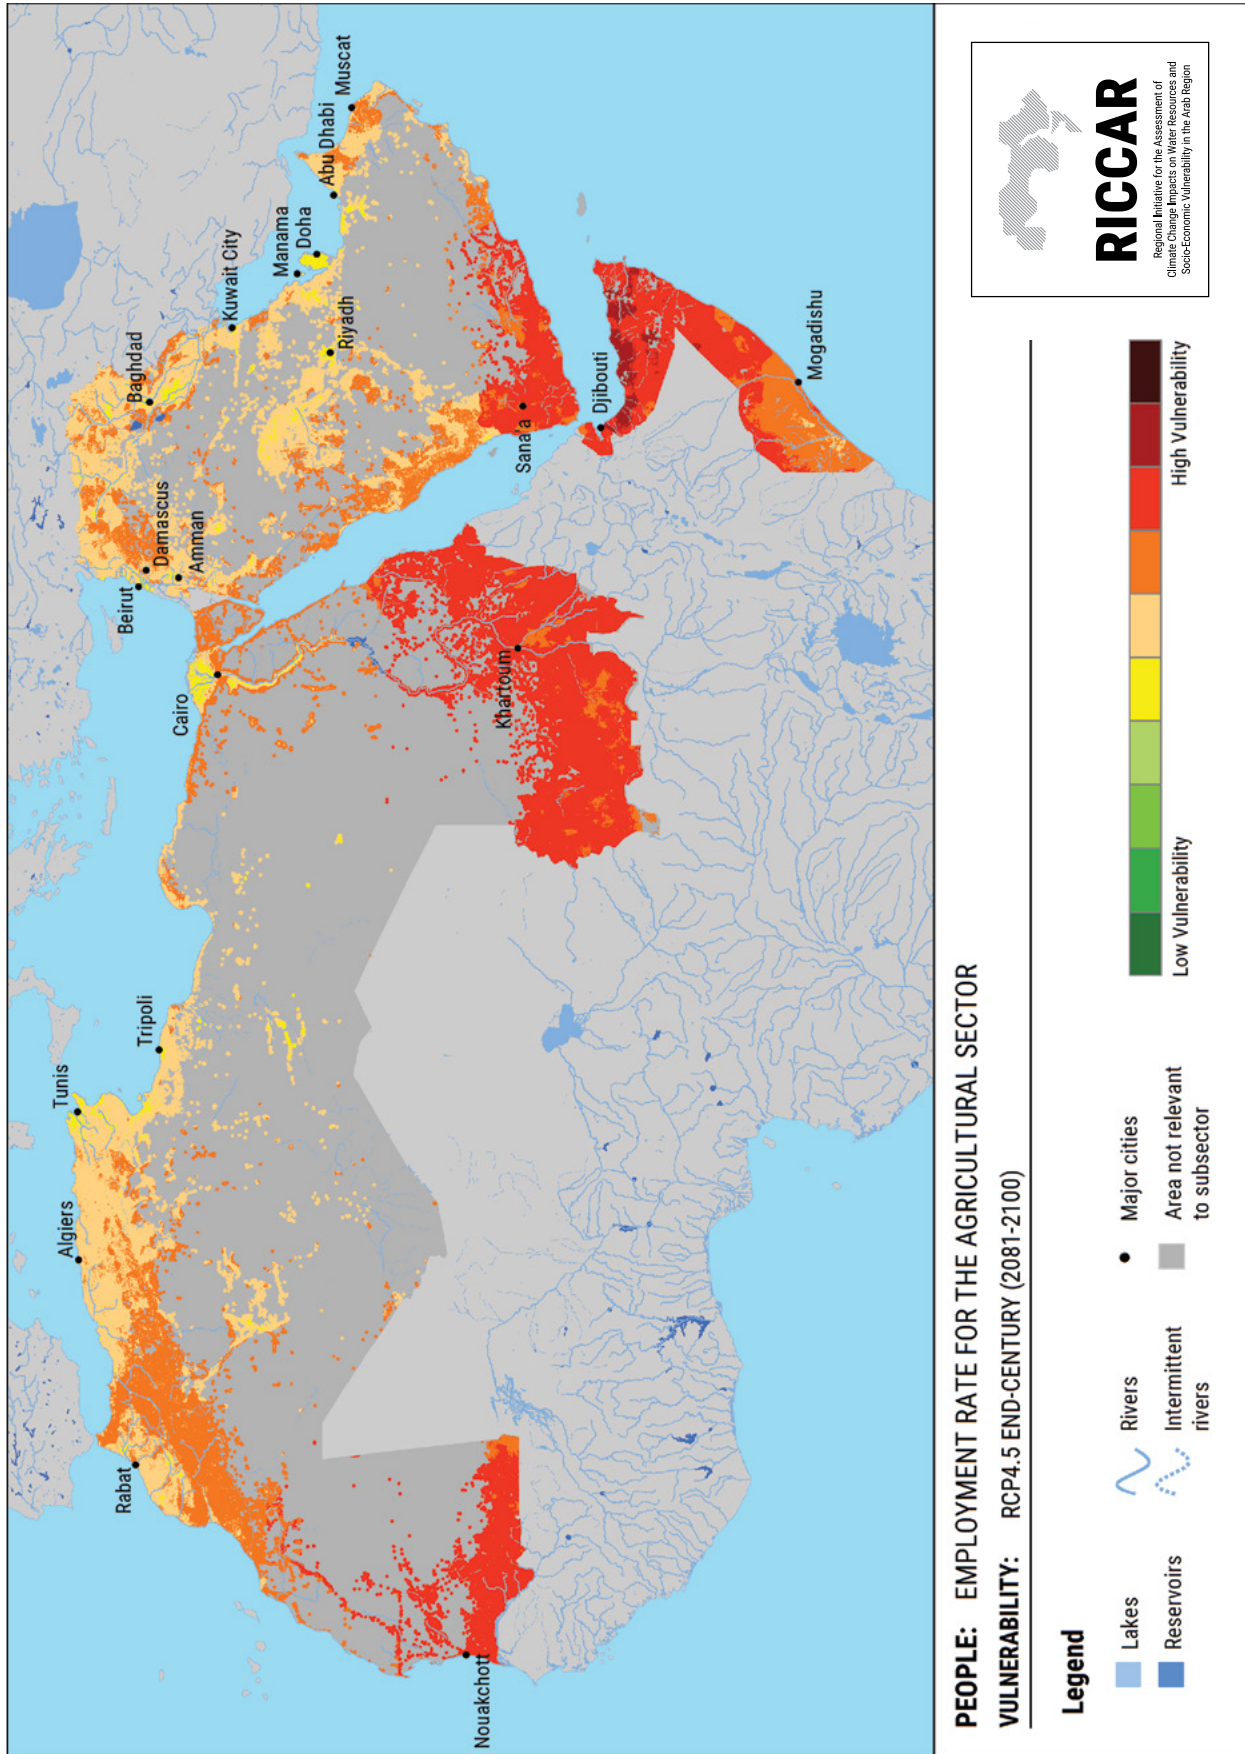 Muscat
Abu Dhabi
Manama
Doha
Kuwait City
Riyadh
Baghdad
Damascus
Amman
Beirut
Sana'a
Djibouti
Mogadishu
Khartoum
Cairo
Tripoli
Tunis
Algiers
Rabat
Nouakchott
PEOPLE: EMPLOYMENT RATE FOR THE AGRICULTURAL SECTOR
VULNERABILITY: RCP4.5 END-CENTURY (2081-2100)
Legend
Lakes
Reservoirs
Rivers
Intermittent
rivers
Major cities
Area not relevant
to subsector
Low Vulnerability
High Vulnerability
RICCAR
Regional Initiative for the Assessment of
Climate Change Impacts on Water Resources and
Socio-Economic Vulnerability in the Arab Region